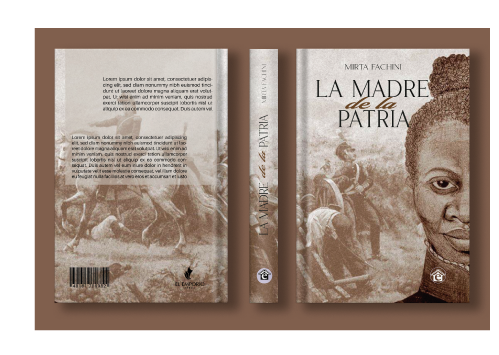 Lorem ipsum dolor sit amet, consectetuer adipis-
cing elit, sed diam nonummy nibh euismod tinci-
dunt ut laoreet dolore magna aliquam erat volut-
pat. Ut wisi enim ad minim veniam, quis nostrud
exerci tation ullamcorper suscipit lobortis nisl ut
aliquip ex ea commodo consequat. Duis autem vel
Lorem ipsum dolor sit amet, consectetuer adipiscing
elit, sed diam nonummy nibh euismod tincidunt ut lao-
reet dolore magna aliquam erat volutpat. Ut wisi enim ad
minim veniam, quis nostrud exerci tation ullamcorper
suscipit lobortis nisl ut aliquip ex ea commodo con-
sequat. Duis autem vel eum iriure dolor in hendrerit in
vulputate velit esse molestie consequat, vel illum dolore
eu feugiat nulla facilisis at vero eros et accumsan et iusto
LA MADRE de la PATRIA
MIRTA FACHINI
MIRTA FACHINI
LA MADRE
de la
PATRIA